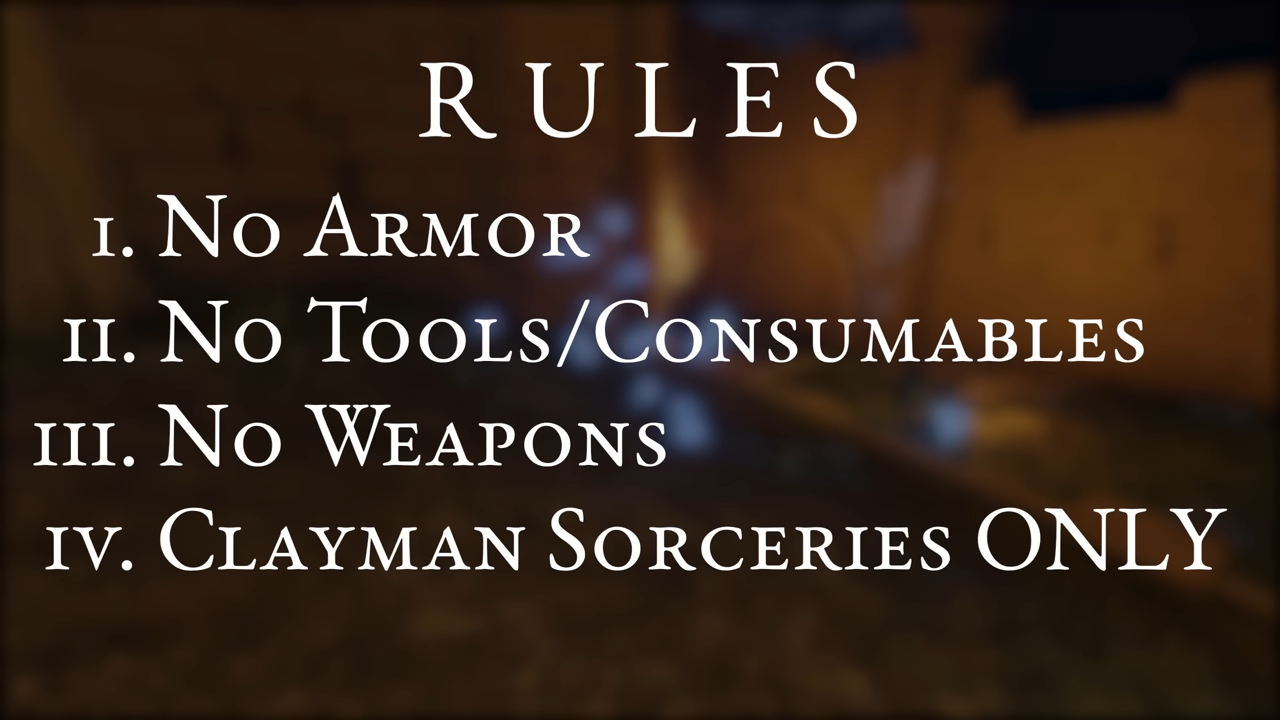 RULES
I. No Armor
II. No Tools/Consumables
III. No Weapons
IV. Clayman Sorceries ONLY